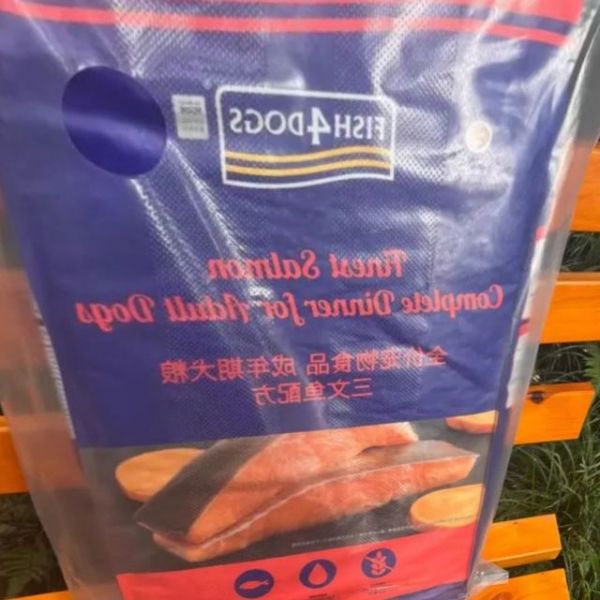 FISH4DOGS
Finest Salmon
Complete Dinner for Adult Dogs
全价宠物食品 成年期犬粮
三文鱼配方